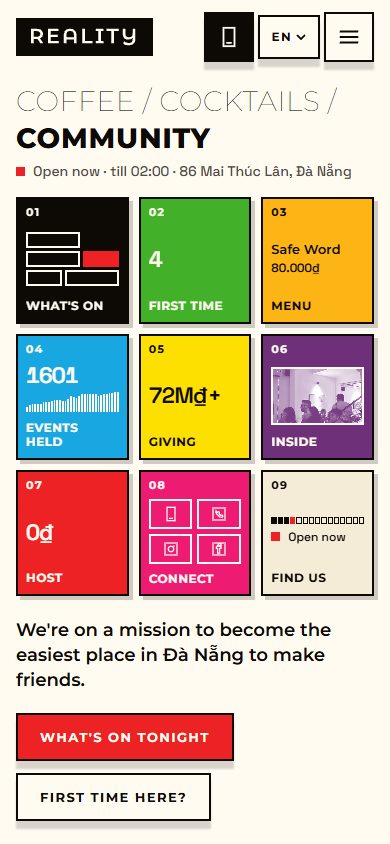 REALITY
EN
COFFEE / COCKTAILS /
COMMUNITY
Open now · till 02:00 · 86 Mai Thúc Lân, Đà Nẵng
01
WHAT'S ON
02
4
FIRST TIME
03
Safe Word
80.000₫
MENU
04
1601
EVENTS
HELD
05
72M₫+
GIVING
06
INSIDE
07
0₫
HOST
08
CONNECT
09
Open now
FIND US
We're on a mission to become the
easiest place in Đà Nẵng to make
friends.
WHAT'S ON TONIGHT
FIRST TIME HERE?